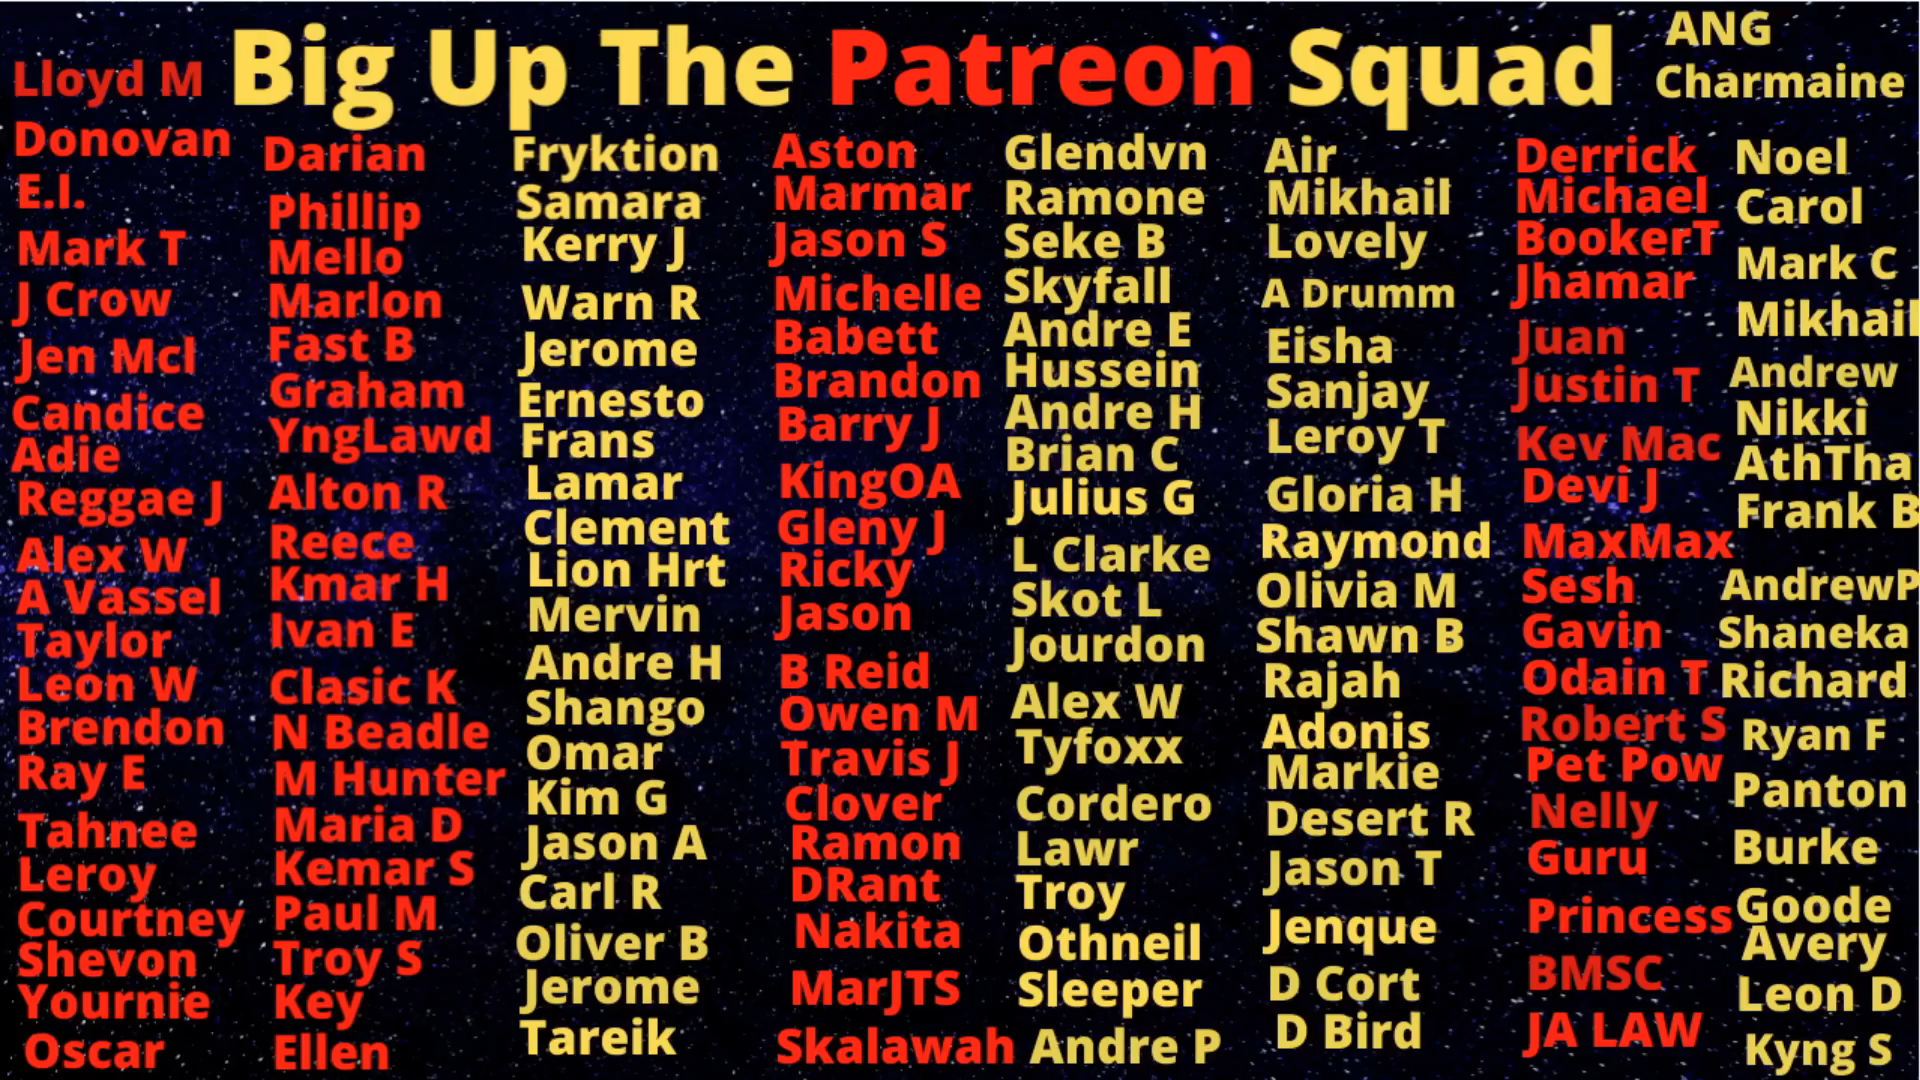 Big Up The Patreon Squad
Lloyd M
Donovan
E.I.
Mark T
J Crow
Jen Mcl
Candice
Adie
Reggae J
Alex W
A Vassel
Taylor
Leon W
Brendon
Ray E
Tahnee
Leroy
Courtney
Shevon
Yournie
Oscar
Darian
Phillip
Mello
Marlon
Fast B
Graham
YngLawd
Alton R
Reece
Kmar H
Ivan E
Clasic K
N Beadle
M Hunter
Maria D
Kemar S
Paul M
Troy S
Key
Ellen
Fryktion
Samara
Kerry J
Warn R
Jerome
Ernesto
Frans
Lamar
Clement
Lion Hrt
Mervin
Andre H
Shango
Omar
Kim G
Jason A
Carl R
Oliver B
Jerome
Tareik
Aston
Marmar
Jason S
Michelle
Babett
Brandon
Barry J
KingOA
Gleny J
Ricky
Jason
B Reid
Owen M
Travis J
Clover
Ramon
DRant
Nakita
MarJTS
Skalawah
Glendvn
Ramone
Seke B
Skyfall
Andre E
Hussein
Andre H
Brian C
Julius G
L Clarke
Skot L
Jourdon
Alex W
Tyfoxx
Cordero
Lawr
Troy
Othneil
Sleeper
Andre P
Air
Mikhail
Lovely
A Drumm
Eisha
Sanjay
Leroy T
Gloria H
Raymond
Olivia M
Shawn B
Rajah
Adonis
Markie
Desert R
Jason T
Jenque
D Cort
D Bird
Derrick
Michael
BookerT
Jhamar
Juan
Justin T
Kev Mac
Devi J
MaxMax
Sesh
Gavin
Odain T
Robert S
Pet Pow
Nelly
Guru
Princess
BMSC
JA LAW
ANG
Charmaine
Noel
Carol
Mark C
Mikhail
Andrew
Nikki
AthTha
Frank B
AndrewP
Shaneka
Richard
Ryan F
Panton
Burke
Goode
Avery
Leon D
Kyng S